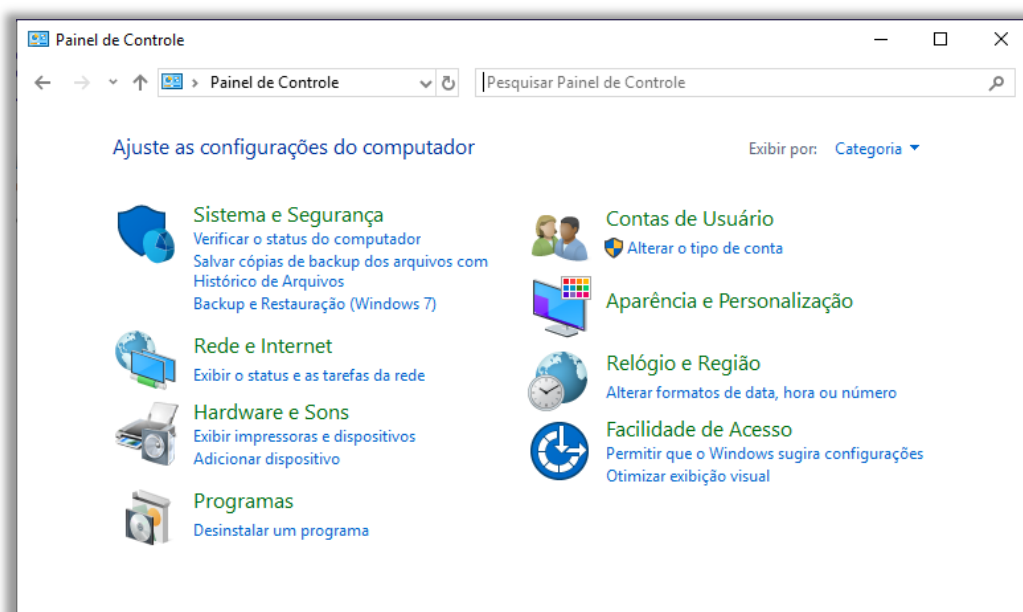 Painel de Controle
Painel de Controle
Pesquisar Painel de Controle
Ajuste as configurações do computador
Exibir por: Categoria
Sistema e Segurança
Verificar o status do computador
Salvar cópias de backup dos arquivos com
Histórico de Arquivos
Backup e Restauração (Windows 7)
Rede e Internet
Exibir o status e as tarefas da rede
Hardware e Sons
Exibir impressoras e dispositivos
Adicionar dispositivo
Programas
Desinstalar um programa
Contas de Usuário
Alterar o tipo de conta
Aparência e Personalização
Relógio e Região
Alterar formatos de data, hora ou número
Facilidade de Acesso
Permitir que o Windows sugira configurações
Otimizar exibição visual